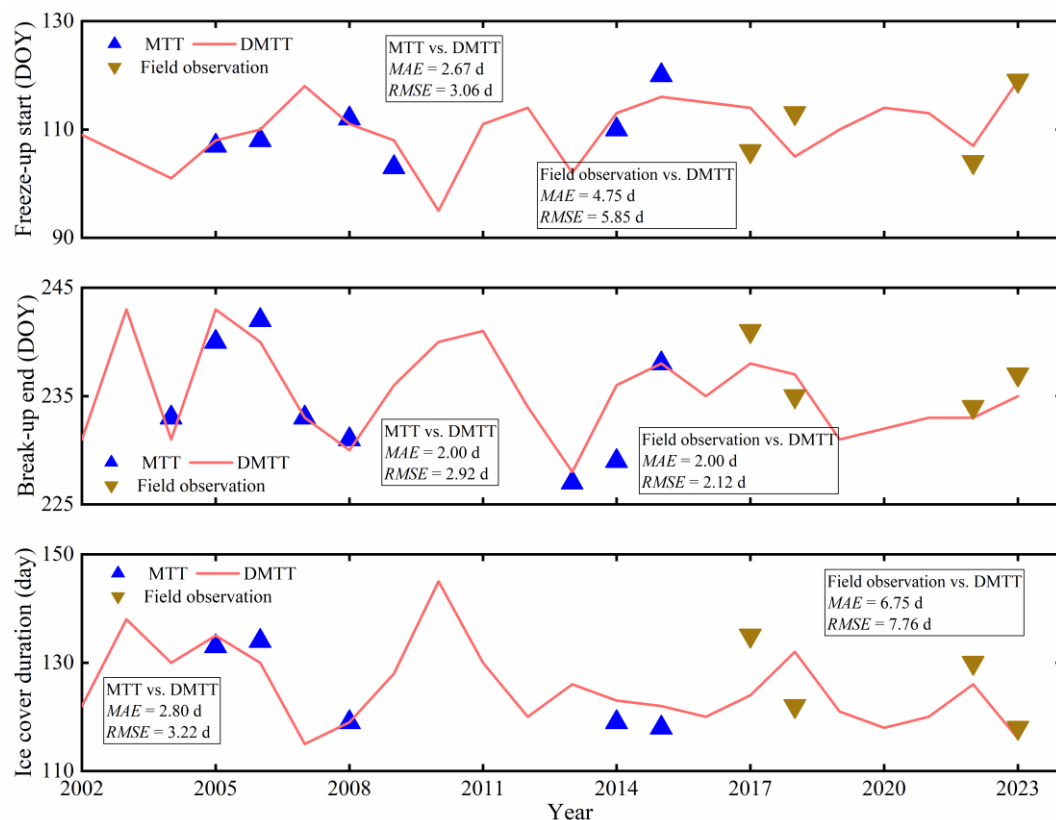 130
MTT DMTT
Field observation
MTT vs. DMTT
MAE = 2.67 d
RMSE = 3.06 d
Freeze-up start (DOY)
110
Field observation vs. DMTT
MAE = 4.75 d
RMSE = 5.85 d
90
245
Break-up end (DOY)
235
MTT vs. DMTT
MAE = 2.00 d
RMSE = 2.92 d
Field observation vs. DMTT
MAE = 2.00 d
RMSE = 2.12 d
MTT DMTT
Field observation
225
150
MTT DMTT
Field observation
Field observation vs. DMTT
MAE = 6.75 d
RMSE = 7.76 d
Ice cover duration (day)
130
MTT vs. DMTT
MAE = 2.80 d
RMSE = 3.22 d
110
2002 2005 2008 2011 2014 2017 2020 2023
Year